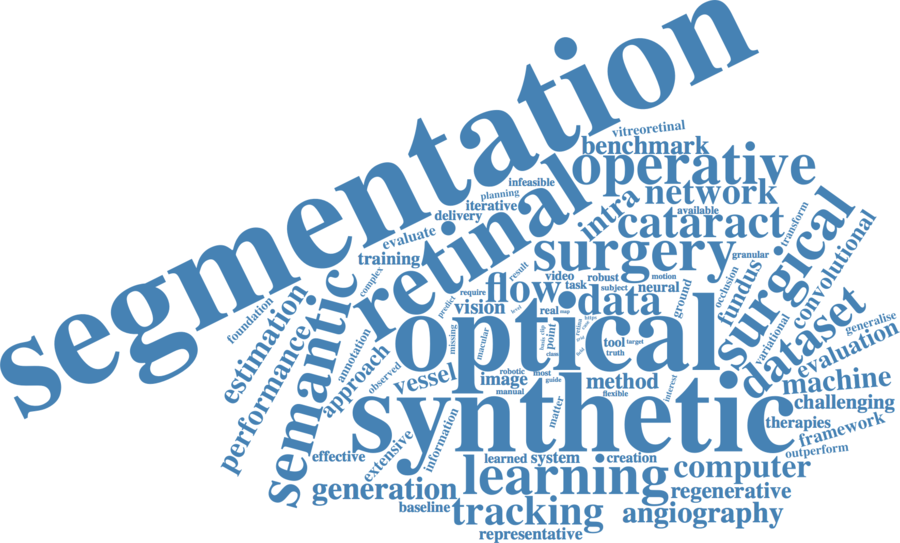 segmentation
vitreoretinal
benchmark
operative
infeasible
planning
iterative
delivery
retinal
intra
network
available
cataract
evaluate
training
surgery
transform
surgical
convolutional
granular
occlusion
fundus
complex
result
video
robust
motion
task
subject
neural
ground
require
flow
data
vision
real
map
predict
foundation
estimation
semantic
performance
annotation
approach
observed
missing
macular
optical
point
tool
target
truth
variational
dataset
generalise
evaluation
vessel
robotic
most
class
image
guide
manual
method
flexible
interest
machine
challenging
synthetic
matter
therapies
framework
outperform
extensive
information
effective
learned
system
creation
generation
learning
computer
regenerative
baseline
tracking
angiography
representative